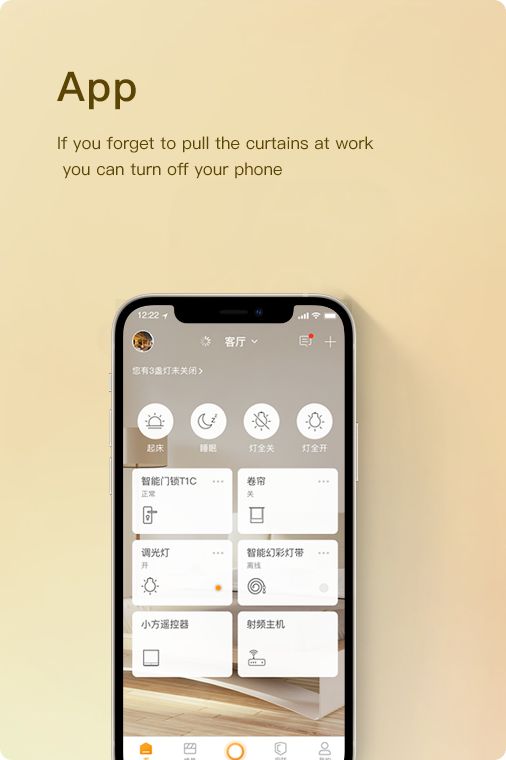 App
If you forget to pull the curtains at work
you can turn off your phone
12:22
客厅
您有3盏灯未关闭
起床 睡眠 灯全关 灯全开
智能门锁T1C 卷帘
正常 关
调光灯 智能幻彩灯带
开 离线
小方遥控器 射频主机